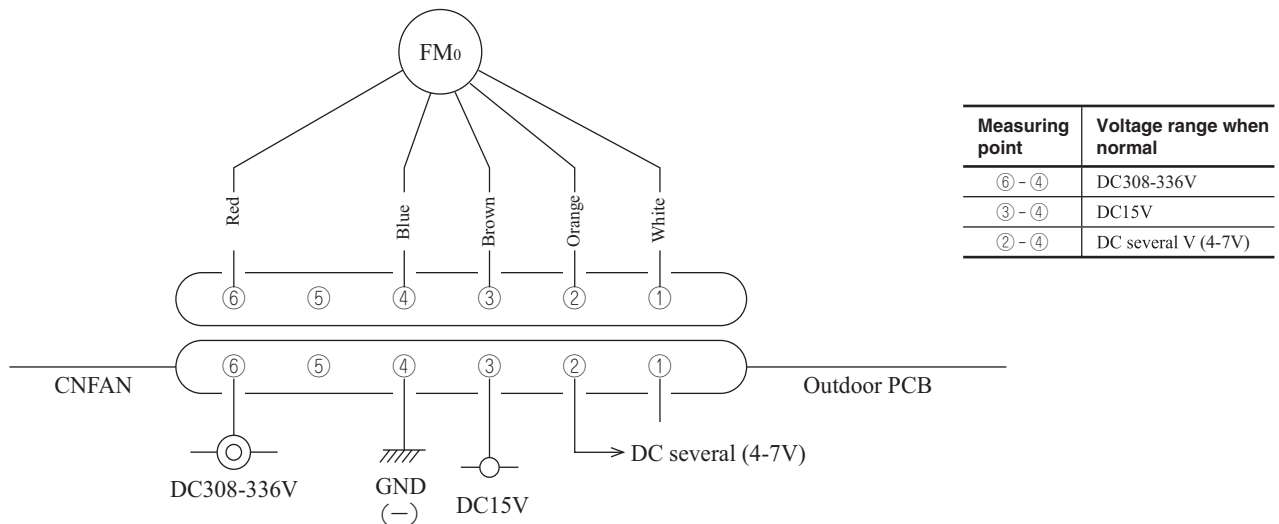 FM0
Red
Blue
Brown
Orange
White
⑥ ⑤ ④ ③ ② ①
⑥ ⑤ ④ ③ ② ①
CNFAN
Outdoor PCB
DC308-336V
GND
(－)
DC15V
DC several (4-7V)
Measuring point
Voltage range when normal
⑥ - ④ DC308-336V
③ - ④ DC15V
② - ④ DC several V (4-7V)